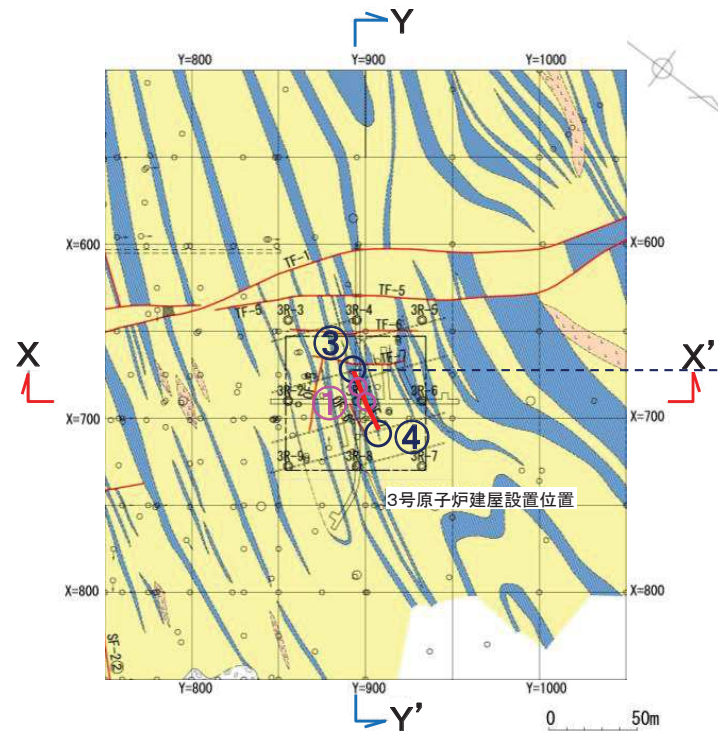 Y
Y=800 Y=900 Y=1000
X=600 X=600
TF-1
TF-5
TF-5
3R-3 3R-4 3R-5
TF-6
③
TF-7
X X'
3R-2 3R-6
①
X=700 X=700
④
3R-9 3R-8 3R-7
3号原子炉建屋設置位置
X=800 X=800
SF-2②
Y=800 Y=900 Y=1000
Y'
0 50m